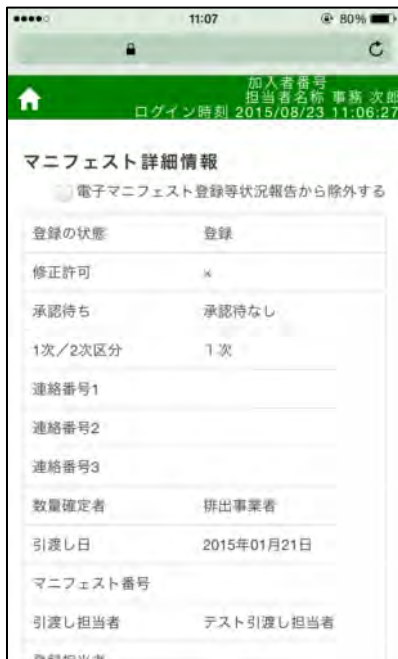 11:07
80%
加入者番号
担当者名称 事務 次郎
ログイン時刻 2015/08/23 11:06:27
マニフェスト詳細情報
電子マニフェスト登録等状況報告から除外する
登録の状態 登録
修正許可 ×
承認待ち 承認待なし
1次/2次区分 1次
連絡番号1
連絡番号2
連絡番号3
数量確定者 排出事業者
引渡し日 2015年01月21日
マニフェスト番号
引渡し担当者 テスト引渡し担当者
登録担当者